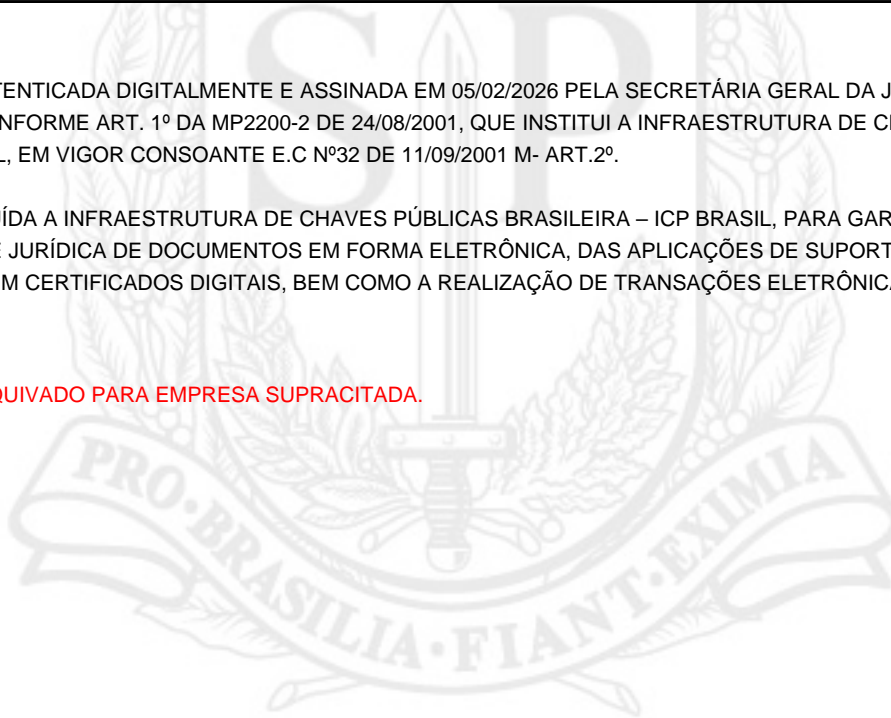 SP
TENTICADA DIGITALMENTE E ASSINADA EM 05/02/2026 PELA SECRETÁRIA GERAL DA J
NFORME ART. 1º DA MP2200-2 DE 24/08/2001, QUE INSTITUI A INFRAESTRUTURA DE C
L, EM VIGOR CONSOANTE E.C Nº32 DE 11/09/2001 M- ART.2º.
UÍDA A INFRAESTRUTURA DE CHAVES PÚBLICAS BRASILEIRA – ICP BRASIL, PARA GAR
E JURÍDICA DE DOCUMENTOS EM FORMA ELETRÔNICA, DAS APLICAÇÕES DE SUPORT
M CERTIFICADOS DIGITAIS, BEM COMO A REALIZAÇÃO DE TRANSAÇÕES ELETRÔNICA
QUIVADO PARA EMPRESA SUPRACITADA.
PRO·BRASILIA·FIANT·EXIMIA